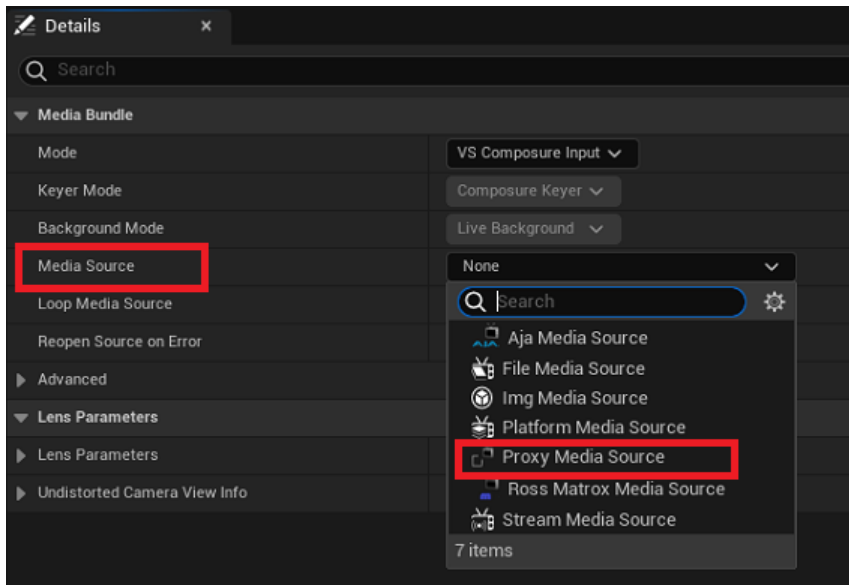 Details
Search
Media Bundle
Mode
VS Composure Input
Keyer Mode
Composure Keyer
Background Mode
Live Background
Media Source
None
Loop Media Source
Search
Reopen Source on Error
AJA Aja Media Source
File Media Source
Img Media Source
Platform Media Source
Proxy Media Source
Ross Matrox Media Source
Stream Media Source
7 items
Advanced
Lens Parameters
Lens Parameters
Undistorted Camera View Info